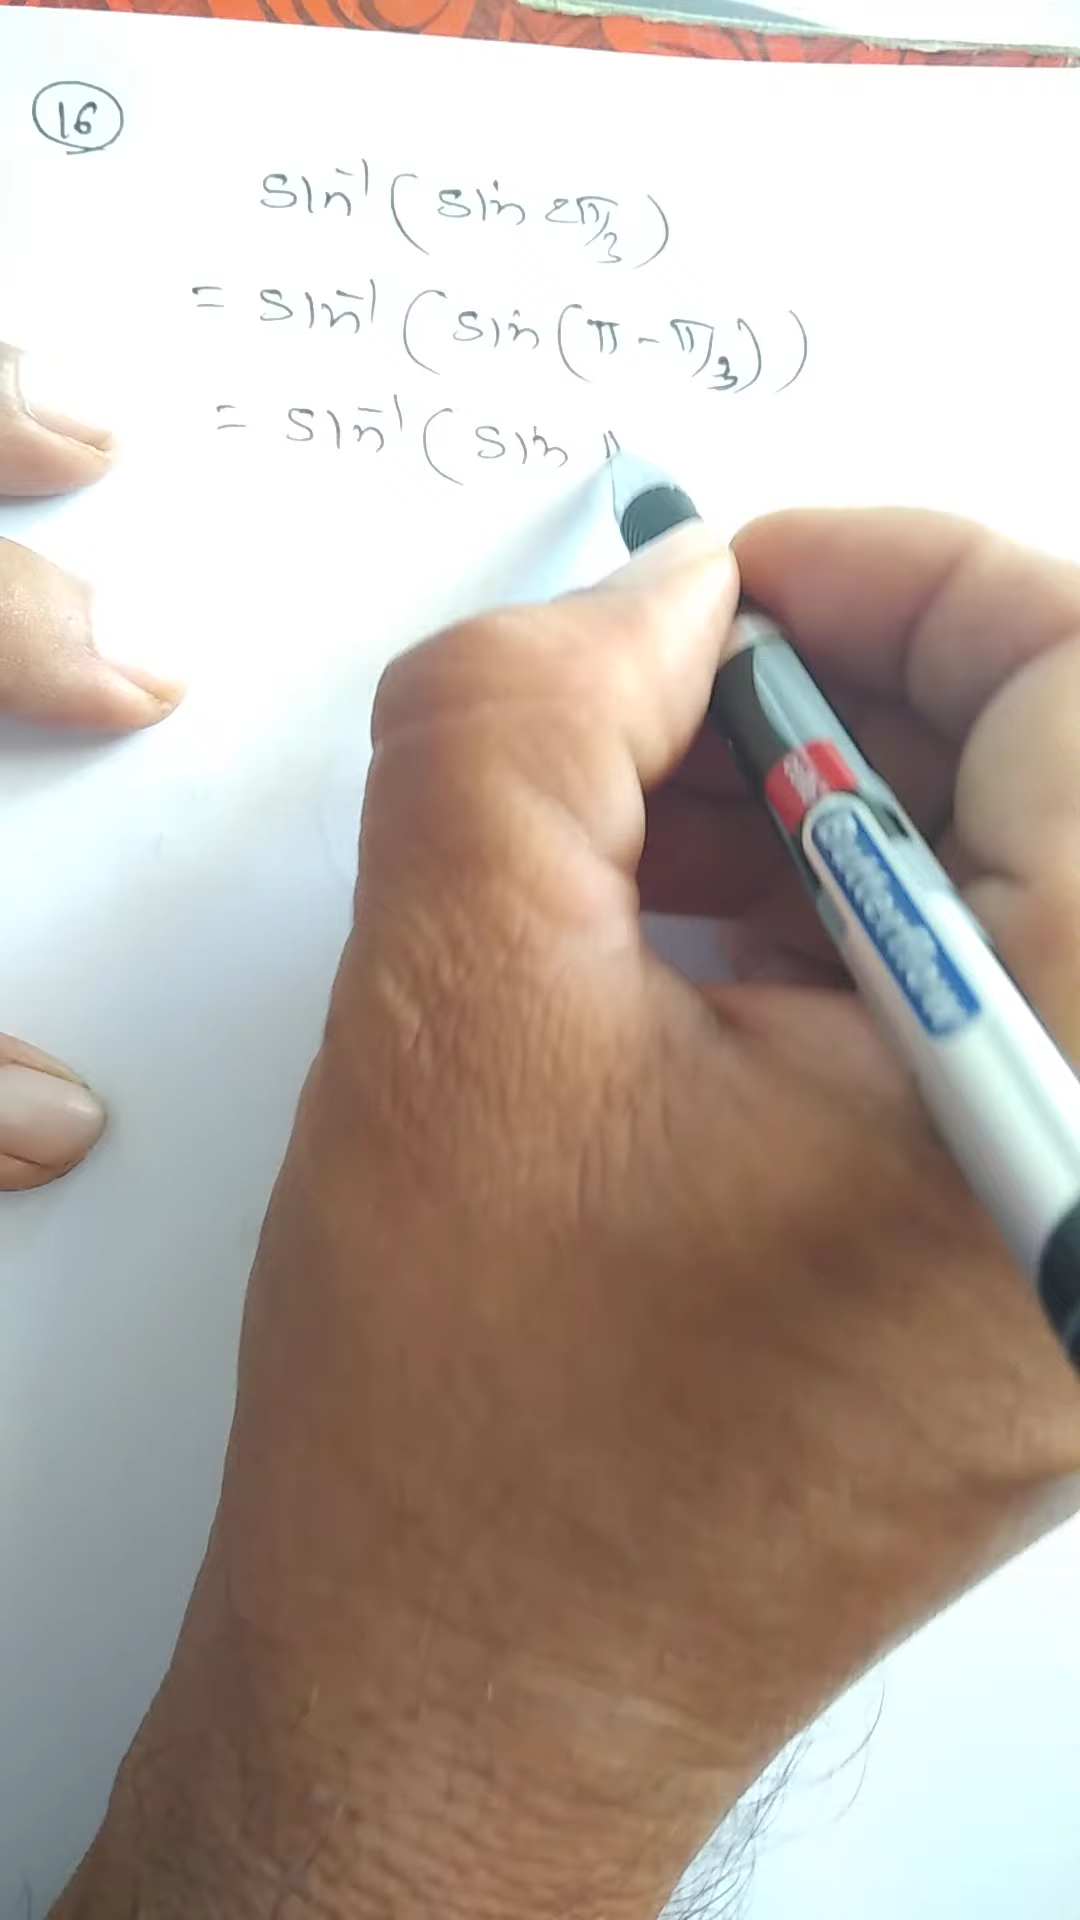 16
sin⁻¹ ( sin 2π/3 )
= sin⁻¹ ( sin ( π - π/3 ) )
= sin⁻¹ ( sin π